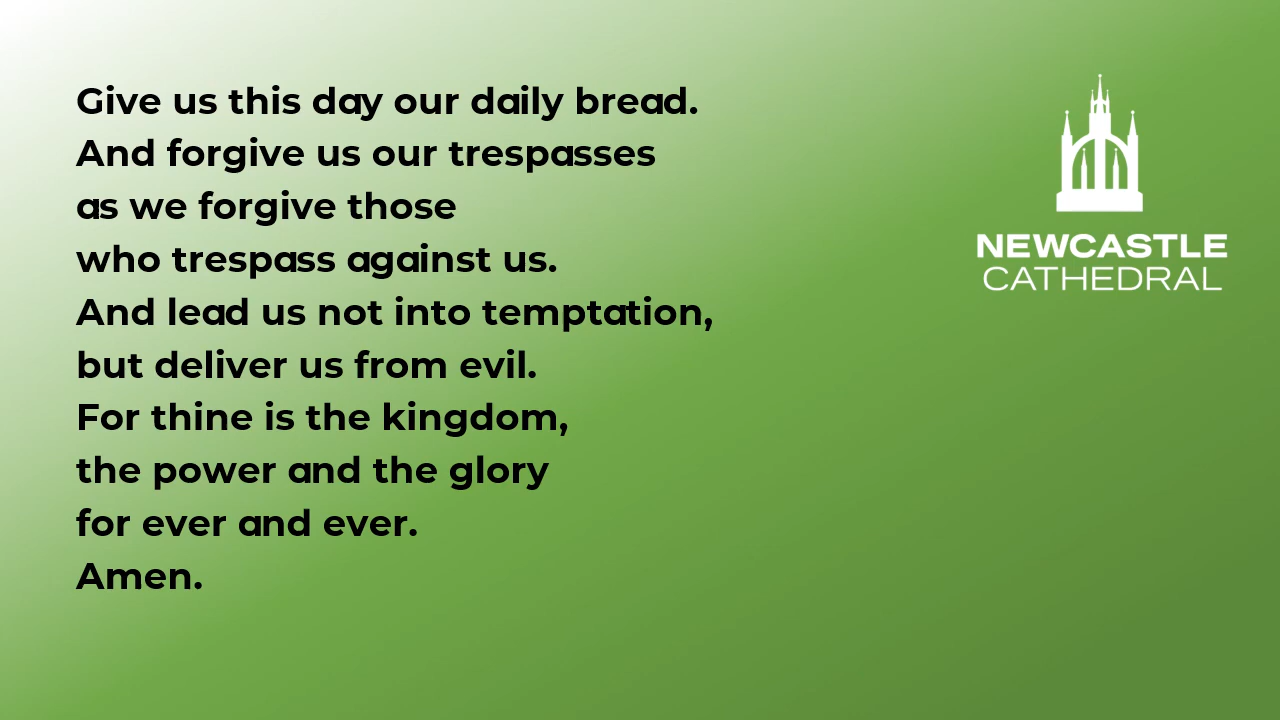 Give us this day our daily bread.
And forgive us our trespasses
as we forgive those
who trespass against us.
And lead us not into temptation,
but deliver us from evil.
For thine is the kingdom,
the power and the glory
for ever and ever.
Amen.
NEWCASTLE
CATHEDRAL